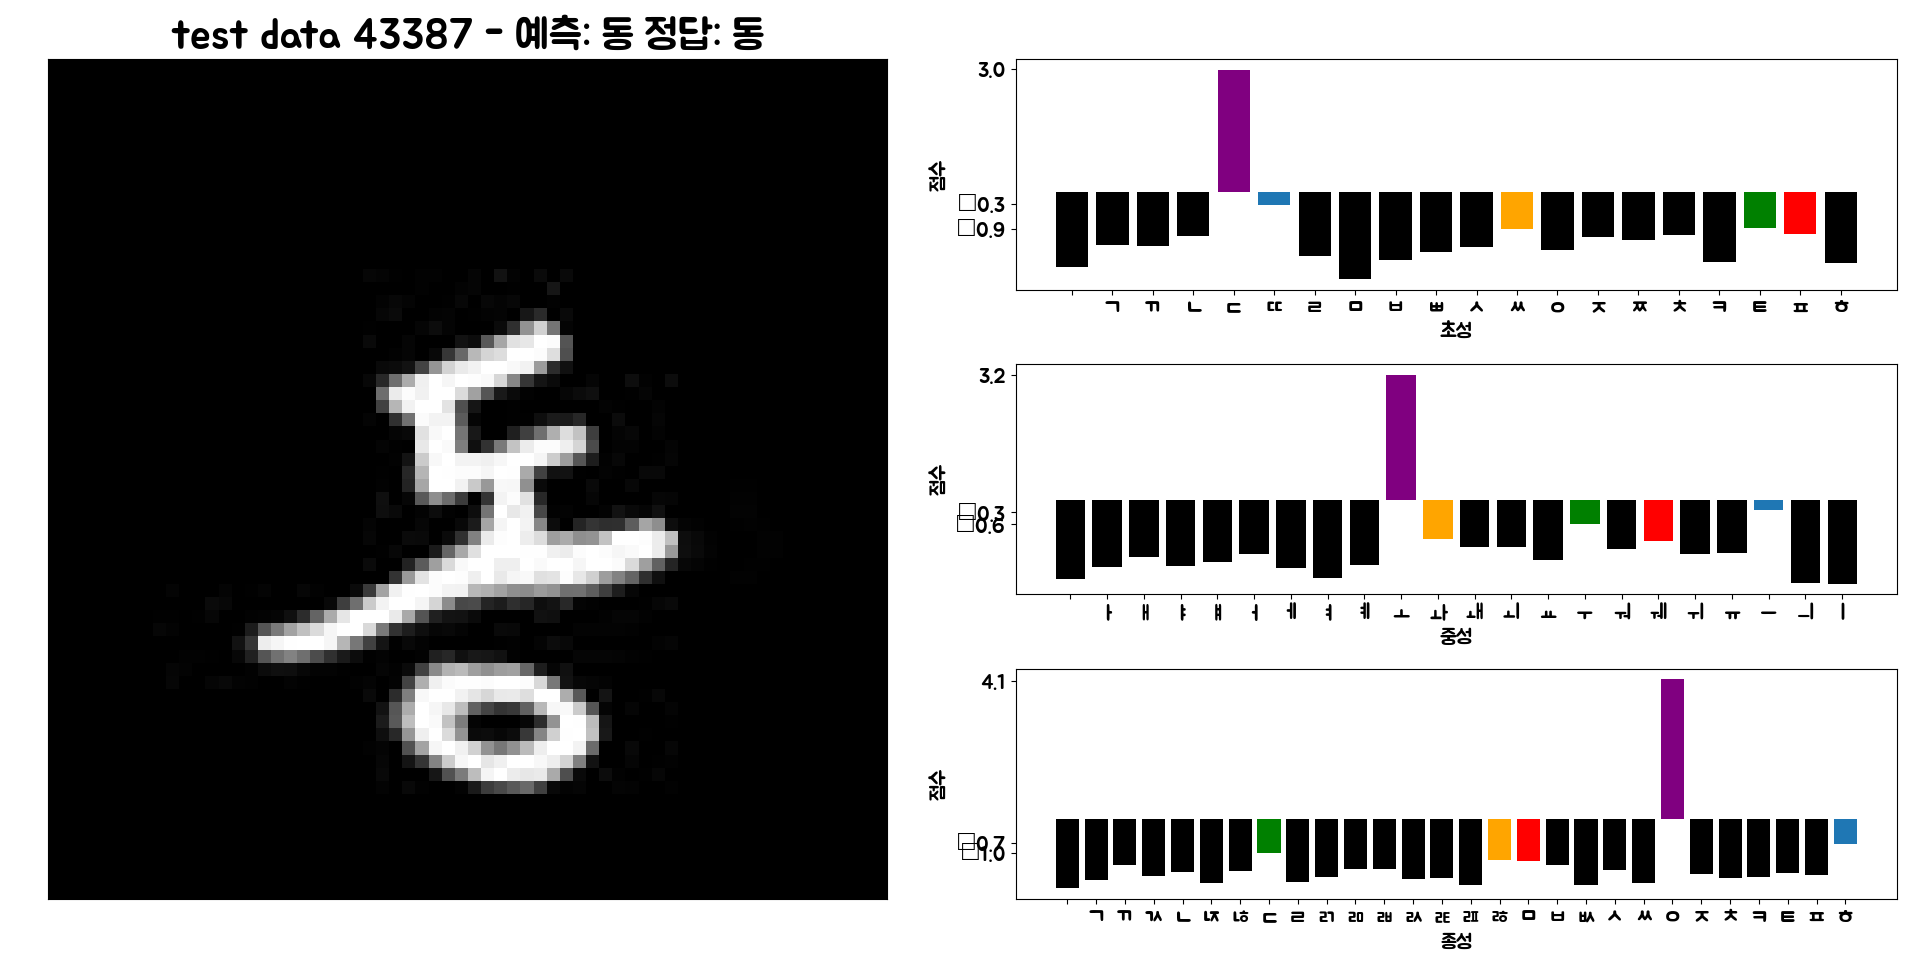 test data 43387 - 예측: 동 정답: 동
동
3.0
점수
□0.3
□0.9
ㄱ ㄲ ㄴ ㄷ ㄸ ㄹ ㅁ ㅂ ㅃ ㅅ ㅆ ㅇ ㅈ ㅉ ㅊ ㅋ ㅌ ㅍ ㅎ
초성
3.2
점수
□0.3
□0.6
ㅏ ㅐ ㅑ ㅒ ㅓ ㅔ ㅕ ㅖ ㅗ ㅘ ㅙ ㅚ ㅛ ㅜ ㅝ ㅞ ㅟ ㅠ ㅡ ㅢ ㅣ
중성
4.1
점수
□0.7
□1.0
ㄱ ㄲ ㄳ ㄴ ㄵ ㄶ ㄷ ㄹ ㄺ ㄻ ㄼ ㄽ ㄾ ㄿ ㅀ ㅁ ㅂ ㅄ ㅅ ㅆ ㅇ ㅈ ㅊ ㅋ ㅌ ㅍ ㅎ
종성